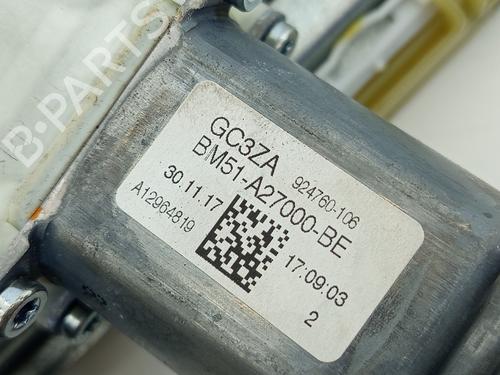 B-PARTS
GC3ZA 924760-106
BM51-A27000-BE
30.11.17 17:09:03
A12964819 2